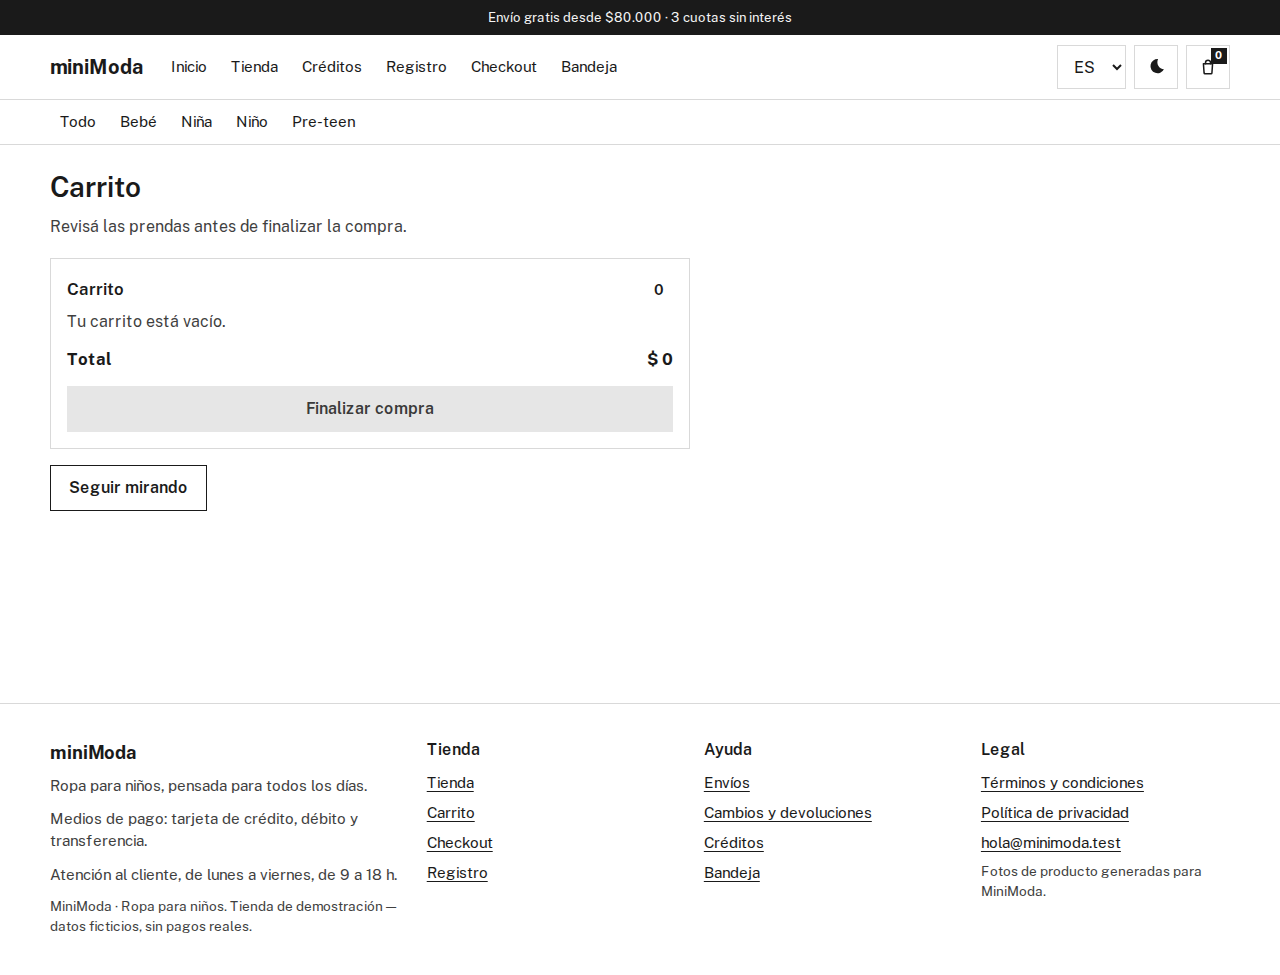 Envío gratis desde $80.000 · 3 cuotas sin interés
miniModa Inicio Tienda Créditos Registro Checkout Bandeja ES 0
Todo Bebé Niña Niño Pre-teen
Carrito
Revisá las prendas antes de finalizar la compra.
Carrito 0
Tu carrito está vacío.
Total $ 0
Finalizar compra
Seguir mirando
miniModa
Ropa para niños, pensada para todos los días.
Medios de pago: tarjeta de crédito, débito y
transferencia.
Atención al cliente, de lunes a viernes, de 9 a 18 h.
MiniModa · Ropa para niños. Tienda de demostración —
datos ficticios, sin pagos reales.
Tienda
Tienda
Carrito
Checkout
Registro
Ayuda
Envíos
Cambios y devoluciones
Créditos
Bandeja
Legal
Términos y condiciones
Política de privacidad
hola@minimoda.test
Fotos de producto generadas para
MiniModa.